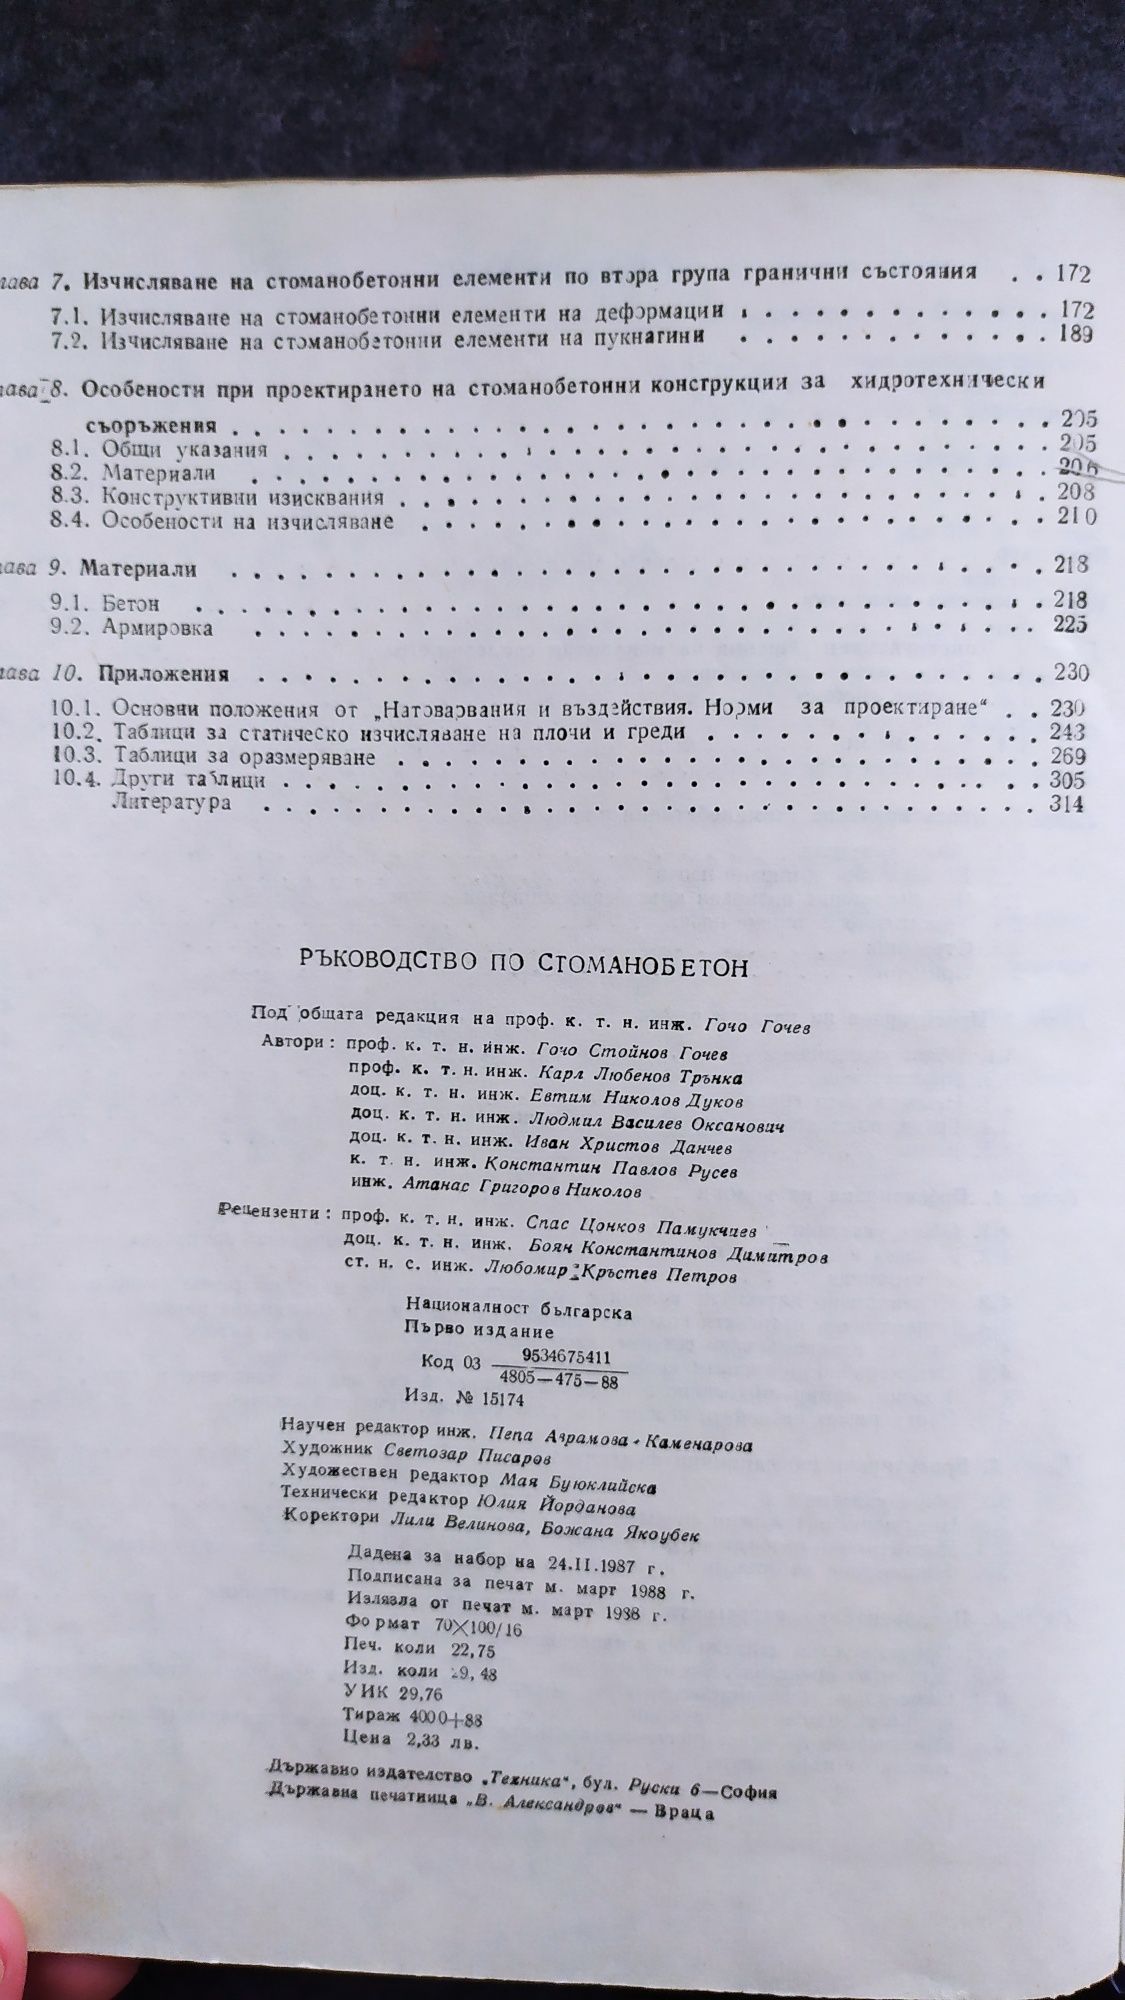 лава 7. Изчисляване на стоманобетонни елементи по втора група гранични състояния . . 172
7.1. Изчисляване на стоманобетонни елементи на деформации . . . . . . . . . . . . . 172
7.2. Изчисляване на стоманобетонни елементи на пукнатини . . . . . . . . . . . . . 189
лава 8. Особености при проектирането на стоманобетонни конструкции за хидротехнически
съоръжения . . . . . . . . . . . . . . . . . . . . . . . . . . . . . . 205
8.1. Общи указания . . . . . . . . . . . . . . . . . . . . . . . . . . . . 205
8.2. Материали . . . . . . . . . . . . . . . . . . . . . . . . . . . . . 206
8.3. Конструктивни изисквания . . . . . . . . . . . . . . . . . . . . . . . . 208
8.4. Особености на изчисляване . . . . . . . . . . . . . . . . . . . . . . . 210
лава 9. Материали . . . . . . . . . . . . . . . . . . . . . . . . . . . . . 218
9.1. Бетон . . . . . . . . . . . . . . . . . . . . . . . . . . . . . . 218
9.2. Армировка . . . . . . . . . . . . . . . . . . . . . . . . . . . . 225
лава 10. Приложения . . . . . . . . . . . . . . . . . . . . . . . . . . . . 230
10.1. Основни положения от „Натоварвания и въздействия. Норми за проектиране“ . . 230
10.2. Таблици за статическо изчисляване на плочи и греди . . . . . . . . . . . . . 243
10.3. Таблици за оразмеряване . . . . . . . . . . . . . . . . . . . . . . . 269
10.4. Други таблици . . . . . . . . . . . . . . . . . . . . . . . . . . . 305
Литература . . . . . . . . . . . . . . . . . . . . . . . . . . . . 314
РЪКОВОДСТВО ПО СТОМАНОБЕТОН
Под общата редакция на проф. к. т. н. инж. Гочо Гочев
Автори: проф. к. т. н. инж. Гочо Стойнов Гочев
проф. к. т. н. инж. Карл Любенов Трънка
доц. к. т. н. инж. Евтим Николов Дуков
доц. к. т. н. инж. Людмил Василев Оксанович
доц. к. т. н. инж. Иван Христов Данчев
к. т. н. инж. Константин Павлов Русев
инж. Атанас Григоров Николов
Рецензенти: проф. к. т. н. инж. Спас Цонков Памукчиев
доц. к. т. н. инж. Боян Константинов Димитров
ст. н. с. инж. Любомир Кръстев Петров
Националност българска
Първо издание
Код 03 9534675411
4805—475—88
Изд. № 15174
Научен редактор инж. Пепа Аврамова-Каменарова
Художник Светозар Писаров
Художествен редактор Мая Буюклийска
Технически редактор Юлия Йорданова
Коректори Лили Велинова, Божана Якоубек
Дадена за набор на 24.II.1987 г.
Подписана за печат м. март 1988 г.
Излязла от печат м. март 1988 г.
Формат 70×100/16
Печ. коли 22,75
Изд. коли 29,48
УИК 29,76
Тираж 4000+88
Цена 2,33 лв.
Държавно издателство „Техника“, бул. Руски 6—София
Държавна печатница „В. Александров“ — Враца